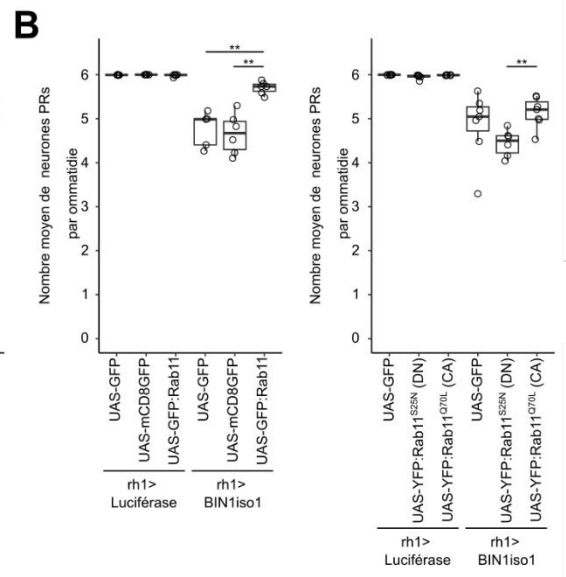 B
Nombre moyen de neurones PRs
par ommatidie
6
5
4
3
2
1
0
**
**
UAS-GFP
UAS-mCD8GFP
UAS-GFP:Rab11
UAS-GFP
UAS-mCD8GFP
UAS-GFP:Rab11
rh1>
Luciférase
rh1>
BIN1iso1
Nombre moyen de neurones PRs
par ommatidie
6
5
4
3
2
1
0
**
UAS-GFP
UAS-YFP:Rab11S25N (DN)
UAS-YFP:Rab11Q70L (CA)
UAS-GFP
UAS-YFP:Rab11S25N (DN)
UAS-YFP:Rab11Q70L (CA)
rh1>
Luciférase
rh1>
BIN1iso1